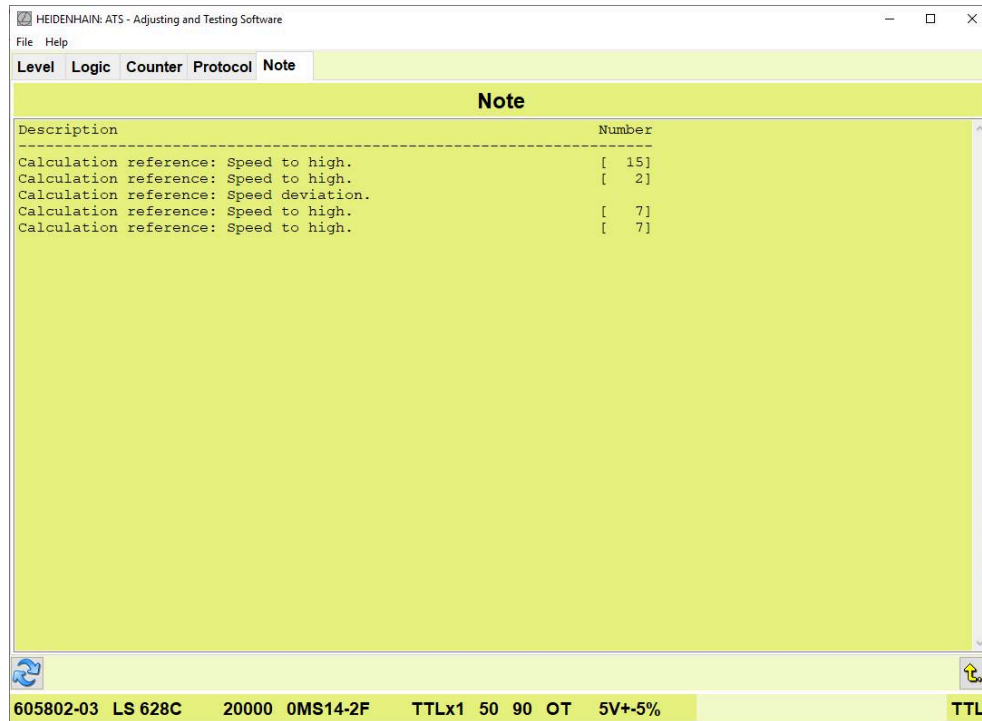 HEIDENHAIN: ATS - Adjusting and Testing Software
File Help
Level Logic Counter Protocol Note
Note
Description Number
--------------------------------------------------------------------
Calculation reference: Speed to high. [ 15]
Calculation reference: Speed to high. [ 2]
Calculation reference: Speed deviation.
Calculation reference: Speed to high. [ 7]
Calculation reference: Speed to high. [ 7]
605802-03 LS 628C 20000 0MS14-2F TTLx1 50 90 OT 5V+-5% TTL